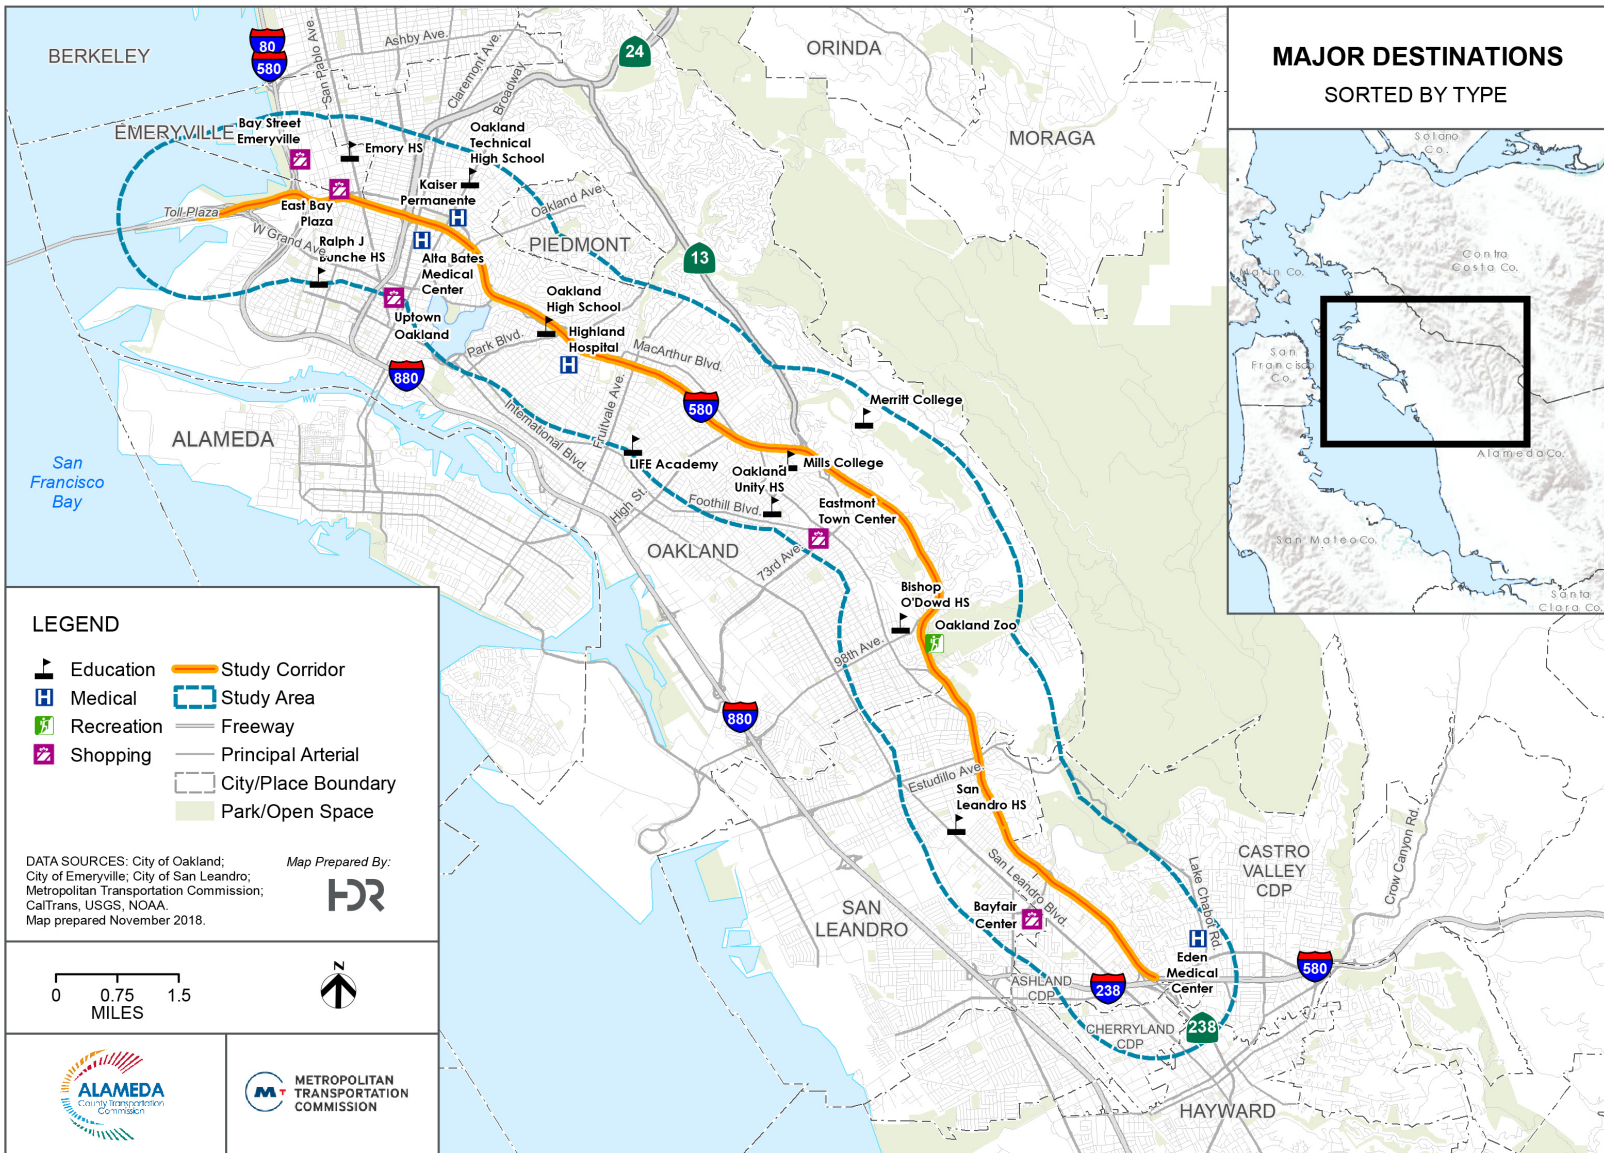 MAJOR DESTINATIONS
SORTED BY TYPE
Solano
Co.
Marin Co.
Contra
Costa Co.
San
Francisco
Co.
Alameda Co.
San Mateo Co.
Santa
Clara Co.
BERKELEY
80
580
San Pablo Ave.
Ashby Ave.
Claremont Ave.
Broadway
24
ORINDA
MORAGA
EMERYVILLE
Bay Street
Emeryville
Emory HS
Oakland
Technical
High School
Kaiser
Permanente
Oakland Ave.
Toll Plaza
East Bay
Plaza
W Grand Ave.
Ralph J
Bunche HS
Alta Bates
Medical
Center
PIEDMONT
13
Uptown
Oakland
Oakland
High School
Highland
Hospital
Park Blvd.
MacArthur Blvd.
880
580
Fruitvale Ave.
International Blvd.
Merritt College
ALAMEDA
San
Francisco
Bay
LIFE Academy
Mills College
Oakland
Unity HS
High St.
Foothill Blvd.
Eastmont
Town Center
OAKLAND
73rd Ave.
Bishop
O'Dowd HS
Oakland Zoo
98th Ave.
880
Estudillo Ave.
San
Leandro HS
San Leandro Blvd.
SAN
LEANDRO
Bayfair
Center
Lake Chabot Rd.
CASTRO
VALLEY
CDP
Crow Canyon Rd.
Eden
Medical
Center
580
ASHLAND
CDP
238
CHERRYLAND
CDP
238
HAYWARD
LEGEND
Education
Medical
Recreation
Shopping
Study Corridor
Study Area
Freeway
Principal Arterial
City/Place Boundary
Park/Open Space
DATA SOURCES: City of Oakland;
City of Emeryville; City of San Leandro;
Metropolitan Transportation Commission;
CalTrans, USGS, NOAA.
Map prepared November 2018.
Map Prepared By:
HDR
0 0.75 1.5
MILES
N
ALAMEDA
County Transportation
Commission
MT
METROPOLITAN
TRANSPORTATION
COMMISSION